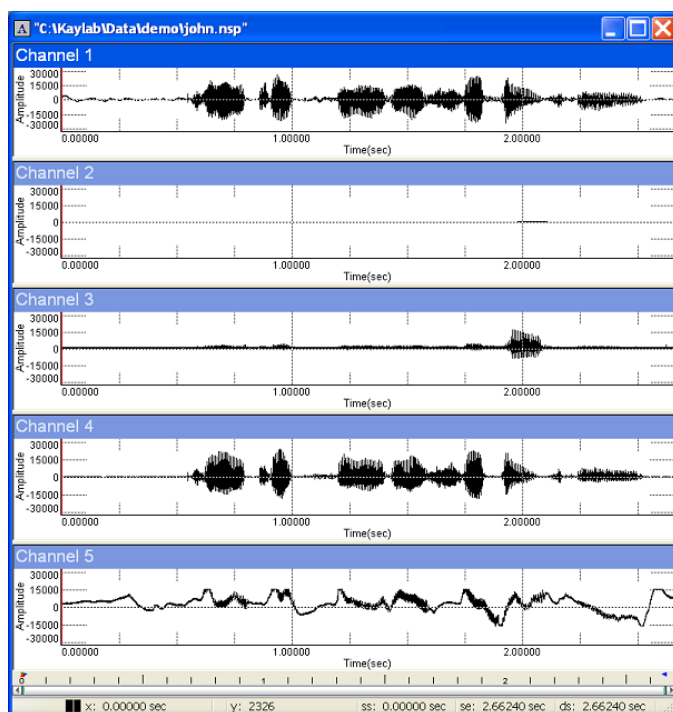 "C:\Kaylab\Data\demo\john.nsp"
Channel 1
30000
15000
0
-15000
-30000
Amplitude
0.00000 1.00000 2.00000
Time(sec)
Channel 2
30000
15000
0
-15000
-30000
Amplitude
0.00000 1.00000 2.00000
Time(sec)
Channel 3
30000
15000
0
-15000
-30000
Amplitude
0.00000 1.00000 2.00000
Time(sec)
Channel 4
30000
15000
0
-15000
-30000
Amplitude
0.00000 1.00000 2.00000
Time(sec)
Channel 5
30000
15000
0
-15000
-30000
Amplitude
0.00000 1.00000 2.00000
Time(sec)
0 1 2
x: 0.00000 sec y: 2326 ss: 0.00000 sec se: 2.66240 sec ds: 2.66240 sec